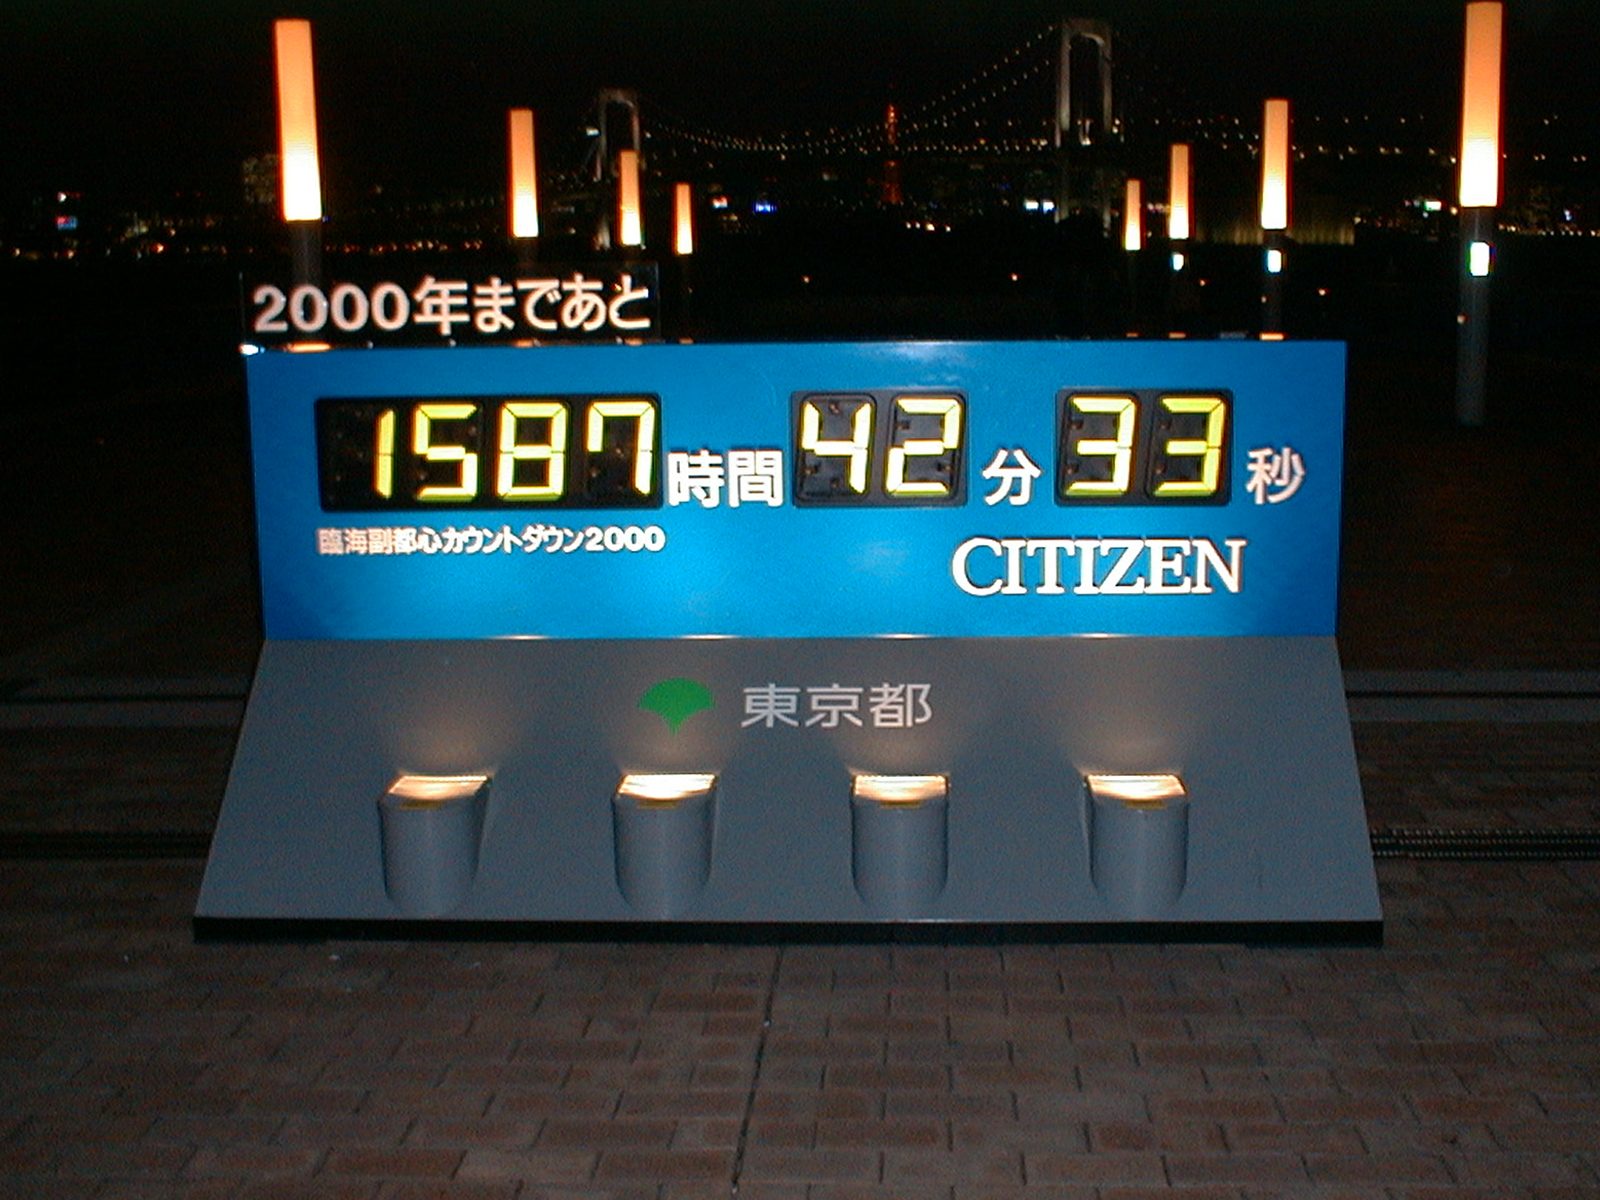 2000年まであと
1587時間42分33秒
臨海副都心カウントダウン2000
CITIZEN
東京都